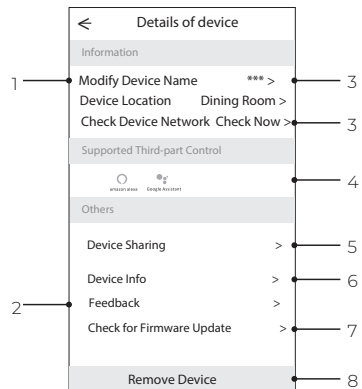 Details of device
Information
1
Modify Device Name *** >
3
Device Location Dining Room >
Check Device Network Check Now >
3
Supported Third-part Control
amazon alexa Google Assistant
4
Others
Device Sharing >
5
Device Info >
6
2
Feedback >
Check for Firmware Update >
7
Remove Device
8